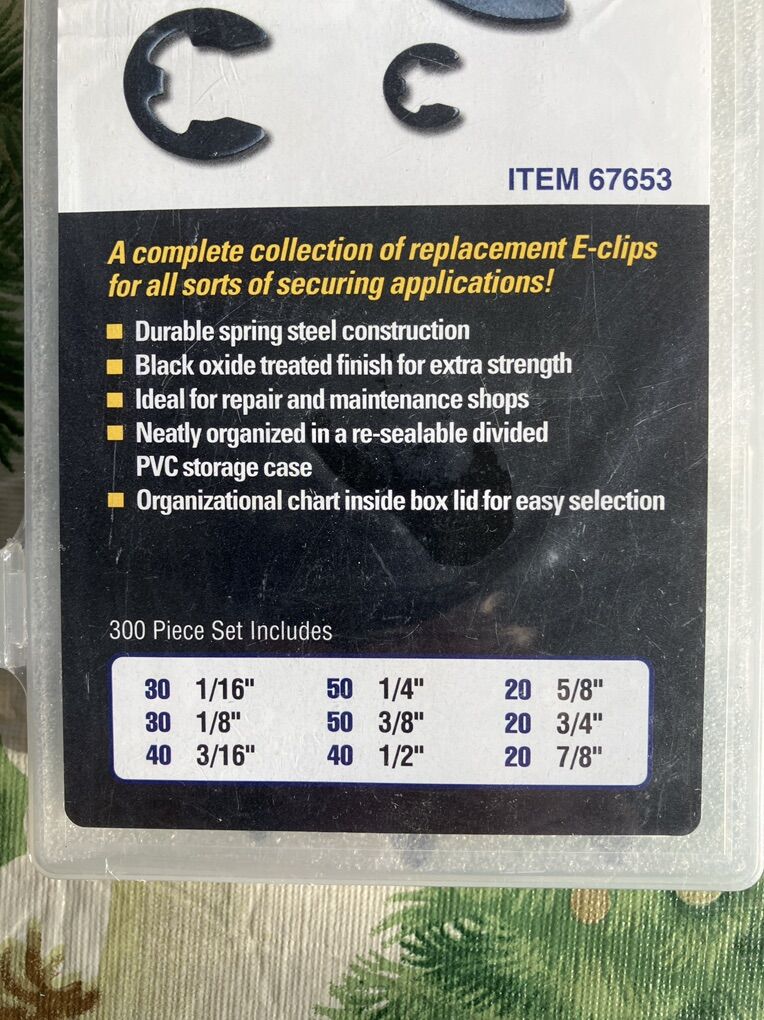 ITEM 67653
A complete collection of replacement E-clips
for all sorts of securing applications!
Durable spring steel construction
Black oxide treated finish for extra strength
Ideal for repair and maintenance shops
Neatly organized in a re-sealable divided
PVC storage case
Organizational chart inside box lid for easy selection
300 Piece Set Includes
30 1/16" 50 1/4" 20 5/8"
30 1/8" 50 3/8" 20 3/4"
40 3/16" 40 1/2" 20 7/8"